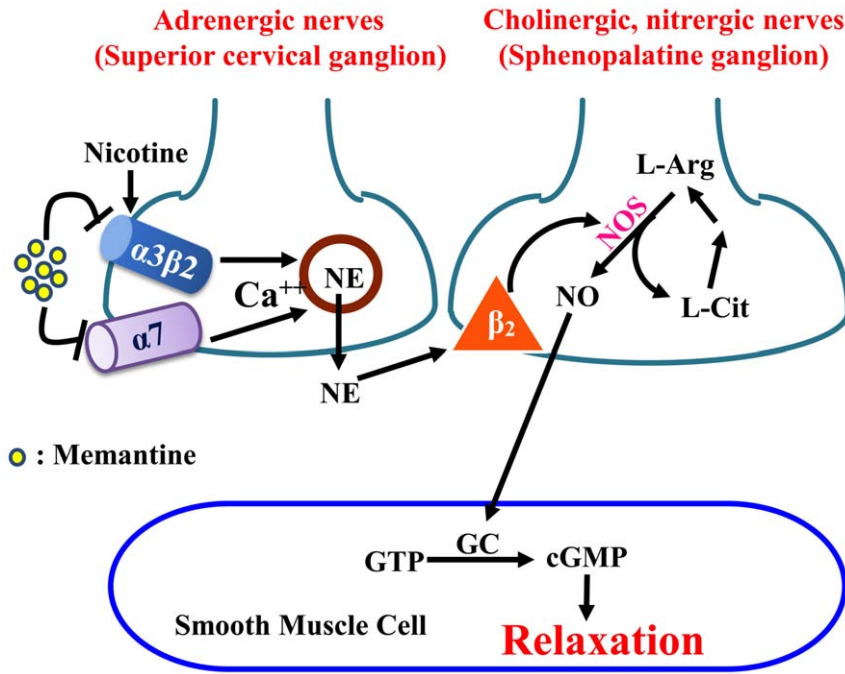 Adrenergic nerves
(Superior cervical ganglion)
Cholinergic, nitrergic nerves
(Sphenopalatine ganglion)
Nicotine
α3β2
α7
Ca++
NE
NE
β2
NOS
L-Arg
L-Cit
NO
: Memantine
GTP
GC
cGMP
Smooth Muscle Cell
Relaxation